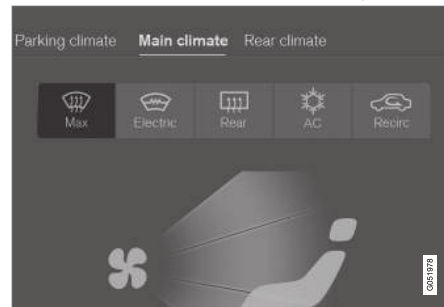 Parking climate Main climate Rear climate
Max Electric Rear AC Recirc
G051978